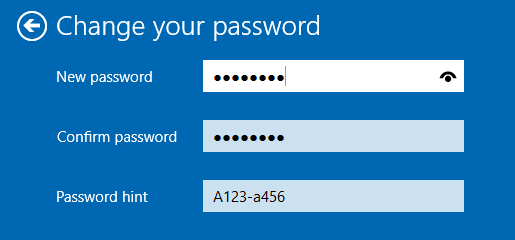 Change your password
New password ●●●●●●●●
Confirm password ●●●●●●●●
Password hint A123-a456